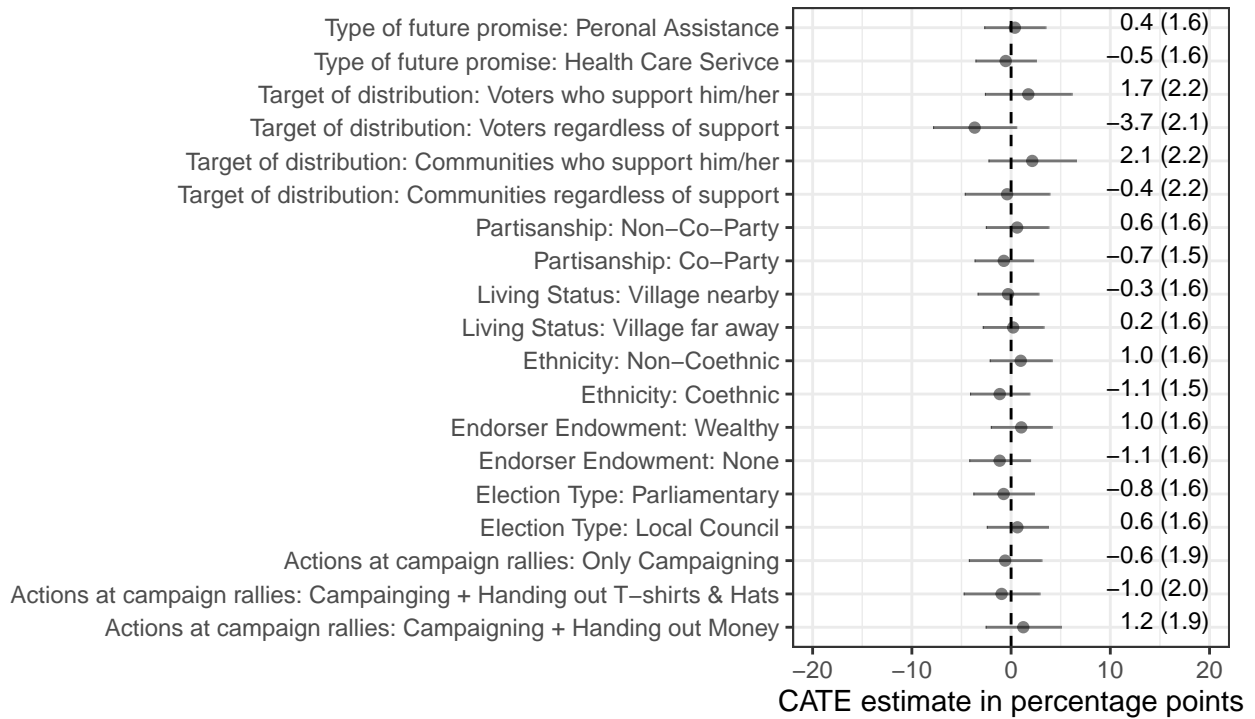 Type of future promise: Peronal Assistance 0.4 (1.6)
Type of future promise: Health Care Serivce −0.5 (1.6)
Target of distribution: Voters who support him/her 1.7 (2.2)
Target of distribution: Voters regardless of support −3.7 (2.1)
Target of distribution: Communities who support him/her 2.1 (2.2)
Target of distribution: Communities regardless of support −0.4 (2.2)
Partisanship: Non−Co−Party 0.6 (1.6)
Partisanship: Co−Party −0.7 (1.5)
Living Status: Village nearby −0.3 (1.6)
Living Status: Village far away 0.2 (1.6)
Ethnicity: Non−Coethnic 1.0 (1.6)
Ethnicity: Coethnic −1.1 (1.5)
Endorser Endowment: Wealthy 1.0 (1.6)
Endorser Endowment: None −1.1 (1.6)
Election Type: Parliamentary −0.8 (1.6)
Election Type: Local Council 0.6 (1.6)
Actions at campaign rallies: Only Campaigning −0.6 (1.9)
Actions at campaign rallies: Campainging + Handing out T−shirts & Hats −1.0 (2.0)
Actions at campaign rallies: Campaigning + Handing out Money 1.2 (1.9)
−20 −10 0 10 20
CATE estimate in percentage points